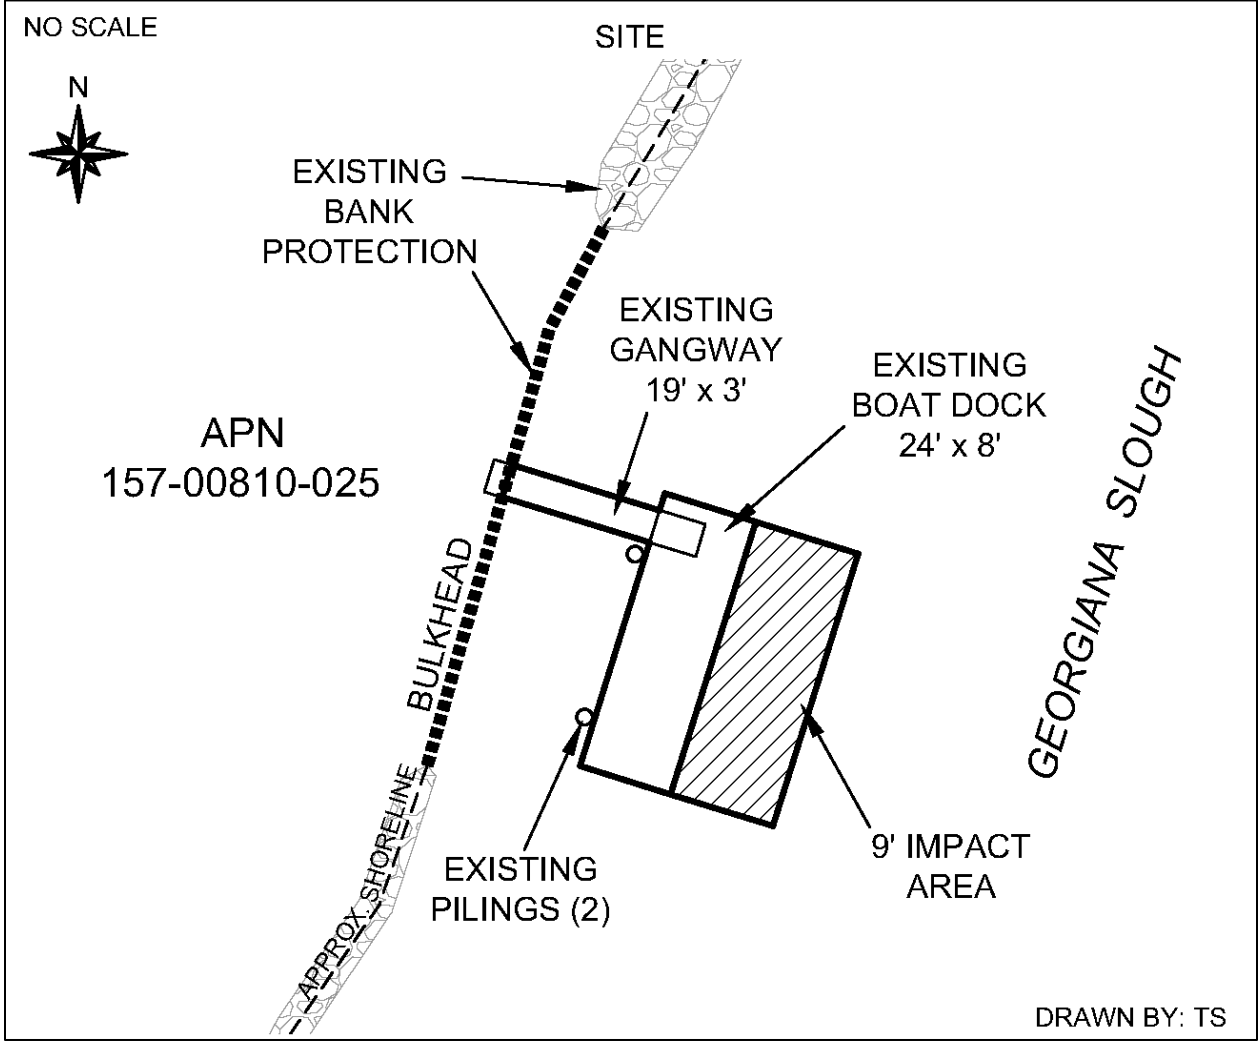 NO SCALE
SITE
N
EXISTING
BANK
PROTECTION
EXISTING
GANGWAY
19' x 3'
EXISTING
BOAT DOCK
24' x 8'
APN
157-00810-025
GEORGIANA SLOUGH
BULKHEAD
APPROX. SHORELINE
EXISTING
PILINGS (2)
9' IMPACT
AREA
DRAWN BY: TS